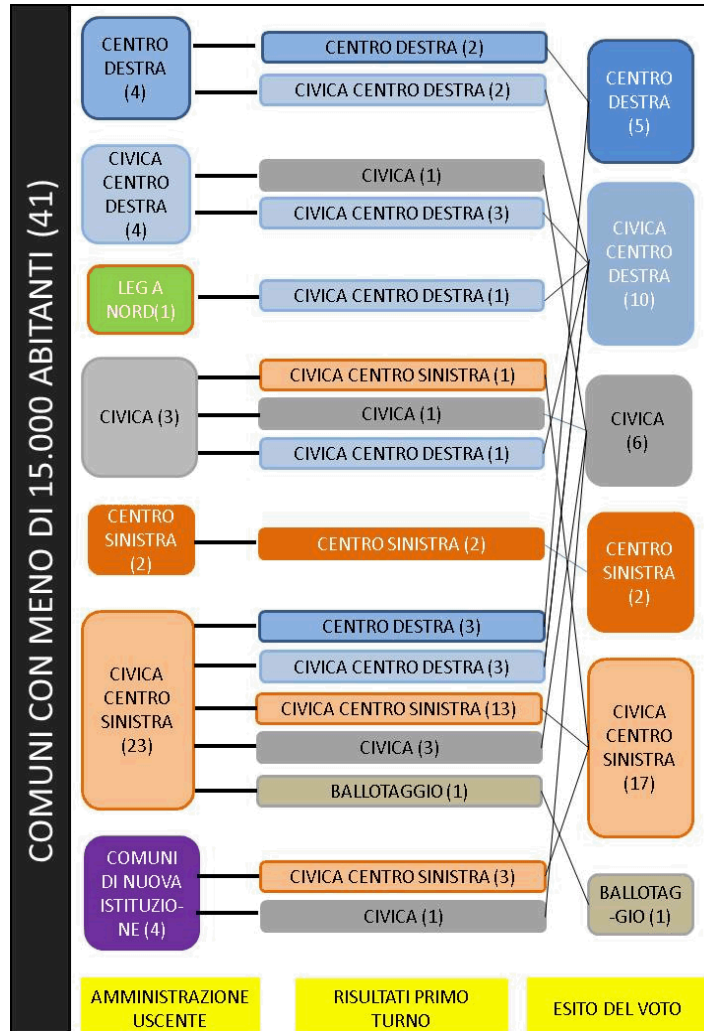 COMUNI CON MENO DI 15.000 ABITANTI (41)
CENTRO
DESTRA
(4)
CENTRO DESTRA (2)
CIVICA CENTRO DESTRA (2)
CIVICA
CENTRO
DESTRA
(4)
CIVICA (1)
CIVICA CENTRO DESTRA (3)
LEG A
NORD(1)
CIVICA CENTRO DESTRA (1)
CIVICA (3)
CIVICA CENTRO SINISTRA (1)
CIVICA (1)
CIVICA CENTRO DESTRA (1)
CENTRO
SINISTRA
(2)
CENTRO SINISTRA (2)
CIVICA
CENTRO
SINISTRA
(23)
CENTRO DESTRA (3)
CIVICA CENTRO DESTRA (3)
CIVICA CENTRO SINISTRA (13)
CIVICA (3)
BALLOTAGGIO (1)
COMUNI
DI NUOVA
ISTITUZIO-
NE (4)
CIVICA CENTRO SINISTRA (3)
CIVICA (1)
CENTRO
DESTRA
(5)
CIVICA
CENTRO
DESTRA
(10)
CIVICA
(6)
CENTRO
SINISTRA
(2)
CIVICA
CENTRO
SINISTRA
(17)
BALLOTAG
-GIO (1)
AMMINISTRAZIONE
USCENTE
RISULTATI PRIMO
TURNO
ESITO DEL VOTO